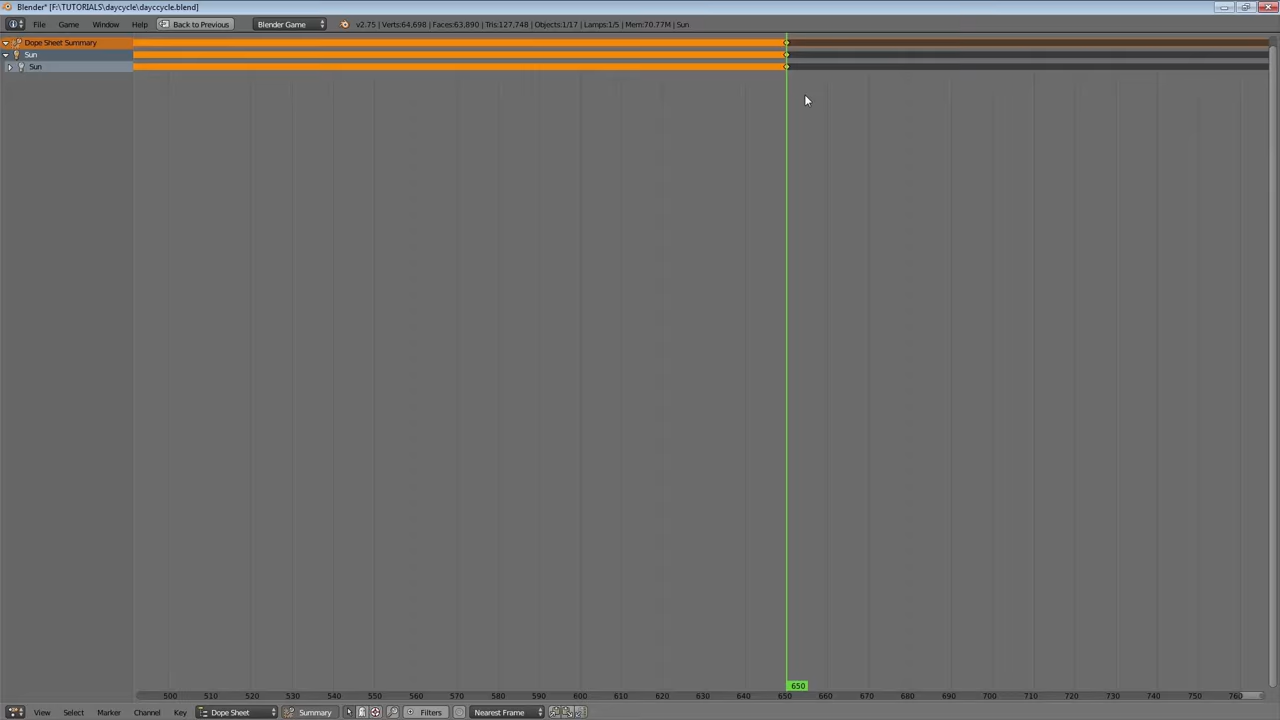 Blender* [F:\TUTORIALS\daycycle\dayccycle.blend]
File Game Window Help Back to Previous Blender Game v2.75 | Verts:64,698 | Faces:63,890 | Tris:127,748 | Objects:1/17 | Lamps:1/5 | Mem:70.77M | Sun
Dope Sheet Summary
Sun
Sun
650
500 510 520 530 540 550 560 570 580 590 600 610 620 630 640 650 660 670 680 690 700 710 720 730 740 750 760
View Select Marker Channel Key Dope Sheet Summary Filters Nearest Frame